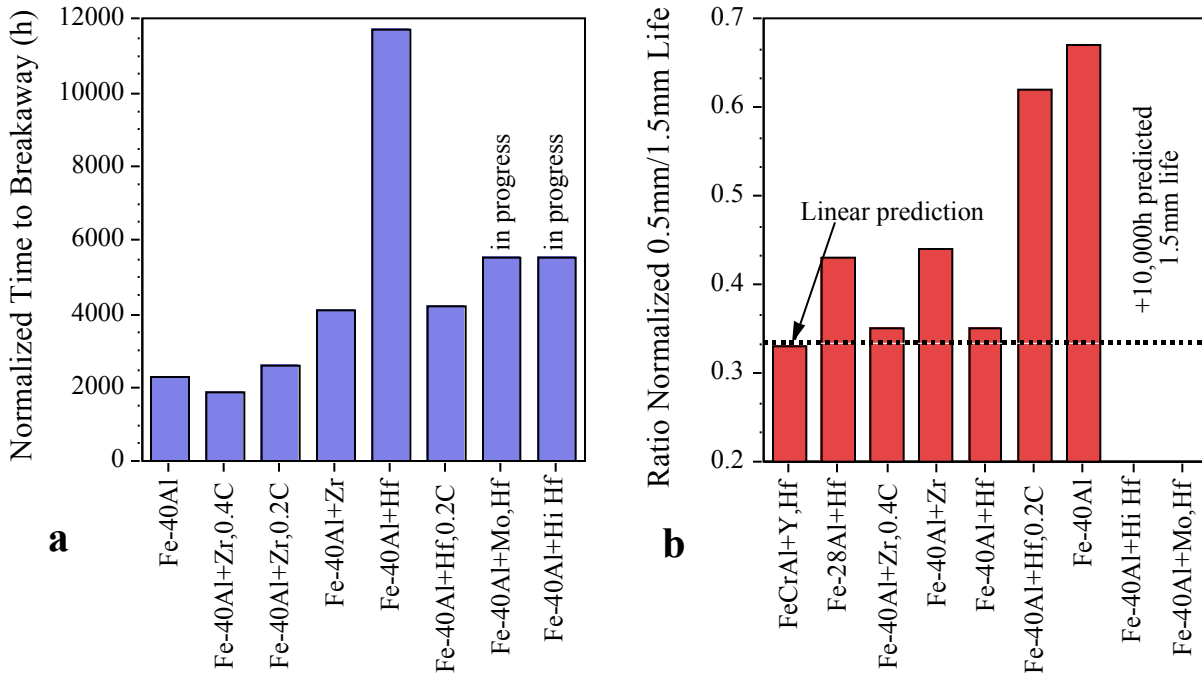 Normalized Time to Breakaway (h)
12000
10000
8000
6000
4000
2000
0
in progress
in progress
Fe-40Al
Fe-40Al+Zr,0.4C
Fe-40Al+Zr,0.2C
Fe-40Al+Zr
Fe-40Al+Hf
Fe-40Al+Hf,0.2C
Fe-40Al+Mo,Hf
Fe-40Al+Hi Hf
a
Ratio Normalized 0.5mm/1.5mm Life
0.7
0.6
0.5
0.4
0.3
0.2
Linear prediction
+10,000h predicted
1.5mm life
FeCrAl+Y,Hf
Fe-28Al+Hf
Fe-40Al+Zr,0.4C
Fe-40Al+Zr
Fe-40Al+Hf
Fe-40Al+Hf,0.2C
Fe-40Al
Fe-40Al+Hi Hf
Fe-40Al+Mo,Hf
b